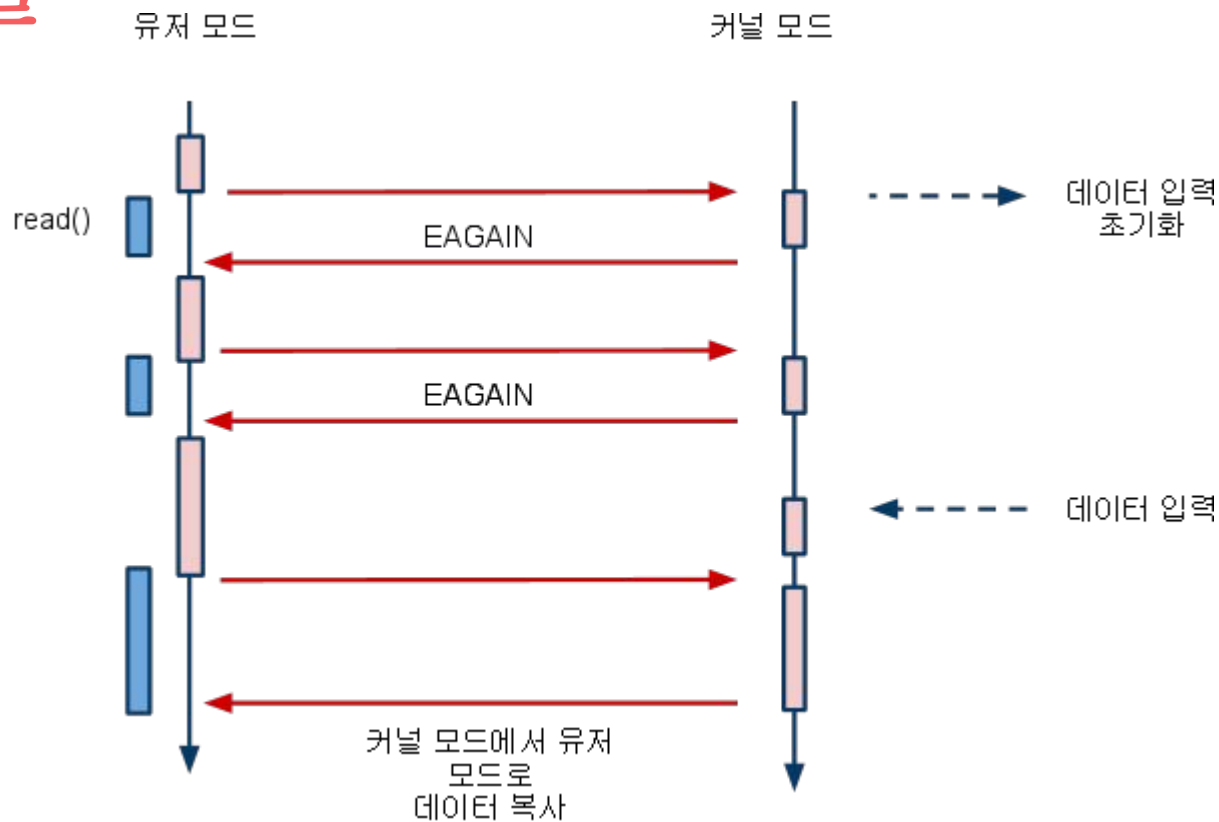 유저 모드
커널 모드
read()
데이터 입력
초기화
EAGAIN
EAGAIN
데이터 입력
커널 모드에서 유저
모드로
데이터 복사